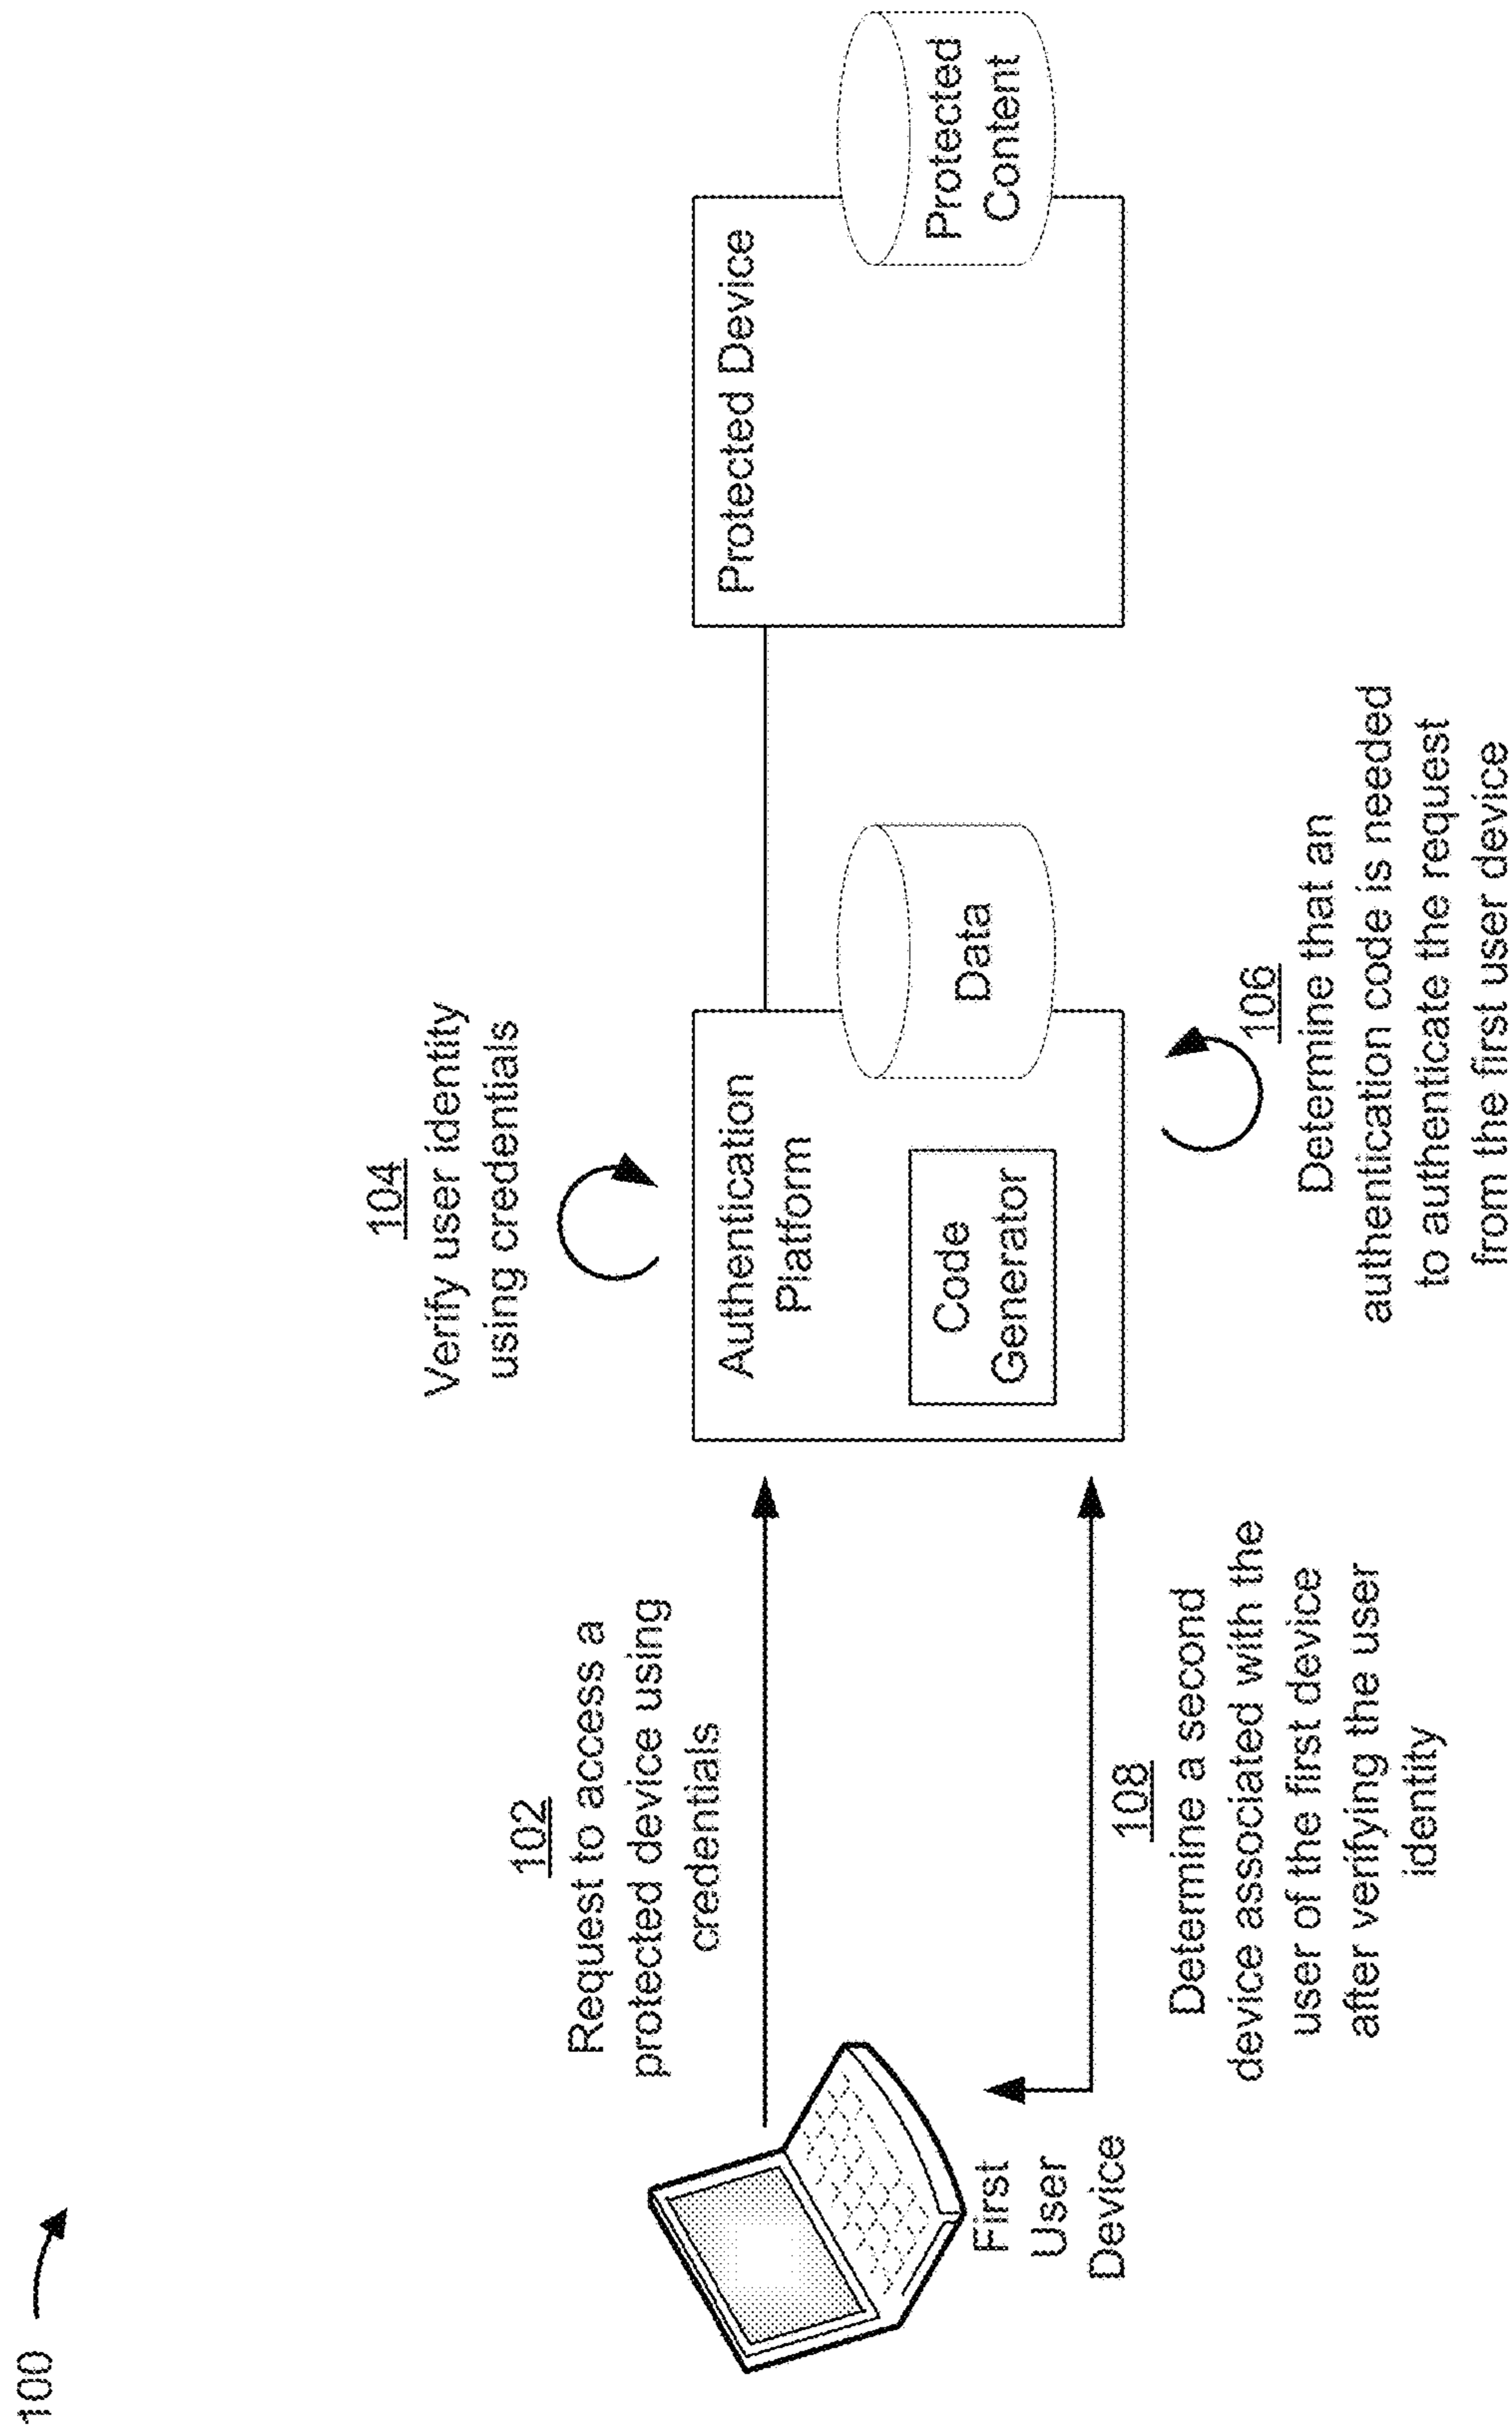 100
102
Request to access a
protected device using
credentials
104
Verify user identity
using credentials
First
User
Device
Authentication
Platform
Code
Generator
Data
Protected Device
Protected
Content
108
Determine a second
device associated with the
user of the first device
after verifying the user
identity
106
Determine that an
authentication code is needed
to authenticate the request
from the first user device